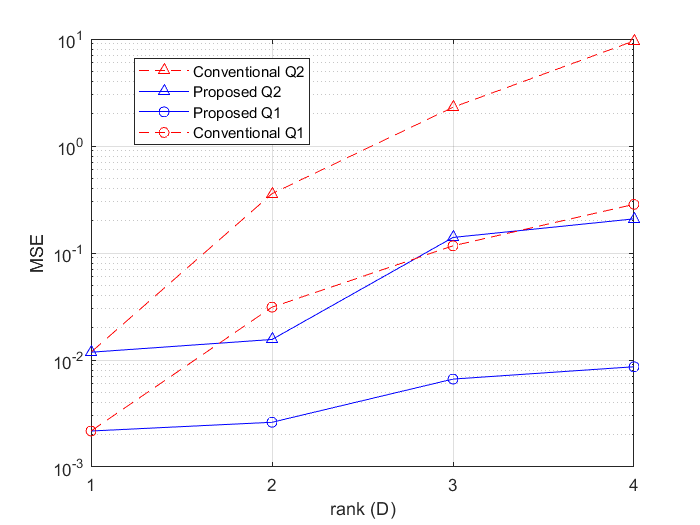 10^1
Conventional Q2
Proposed Q2
Proposed Q1
Conventional Q1
10^0
MSE
10^-1
10^-2
10^-3
1 2 3 4
rank (D)